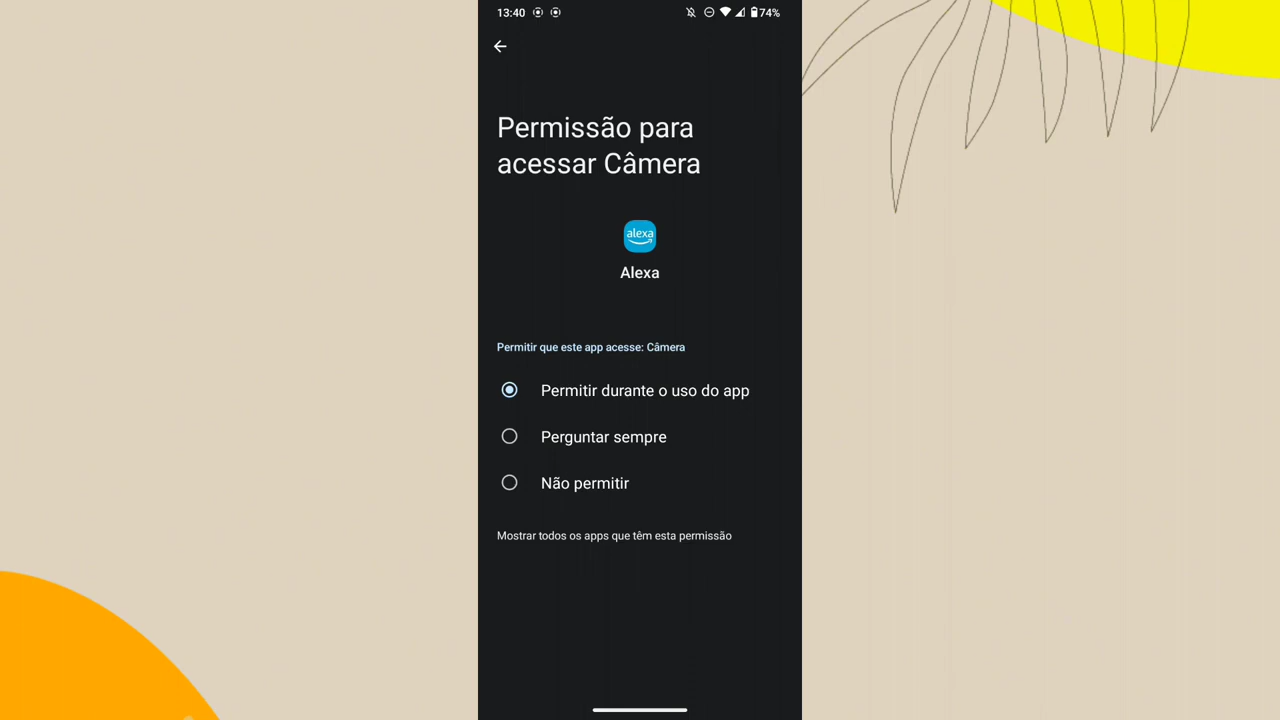 13:40
74%
Permissão para
acessar Câmera
alexa
Alexa
Permitir que este app acesse: Câmera
Permitir durante o uso do app
Perguntar sempre
Não permitir
Mostrar todos os apps que têm esta permissão